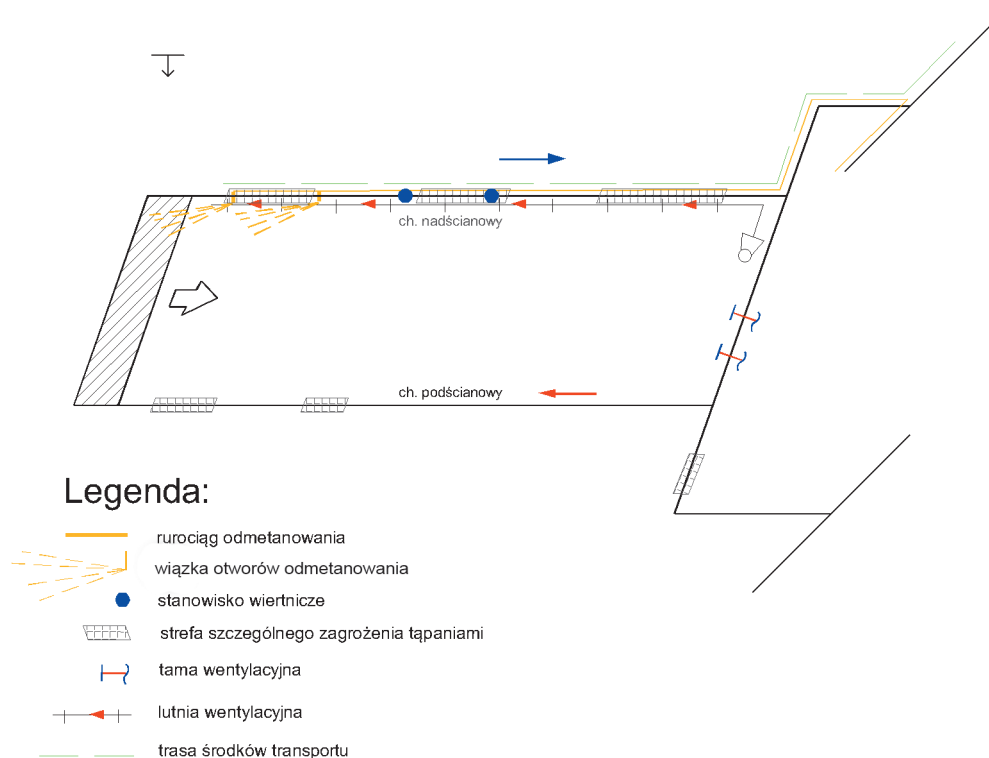 ch. nadścianowy
ch. podścianowy
Legenda:
rurociąg odmetanowania
wiązka otworów odmetanowania
stanowisko wiertnicze
strefa szczególnego zagrożenia tąpaniami
tama wentylacyjna
lutnia wentylacyjna
trasa środków transportu